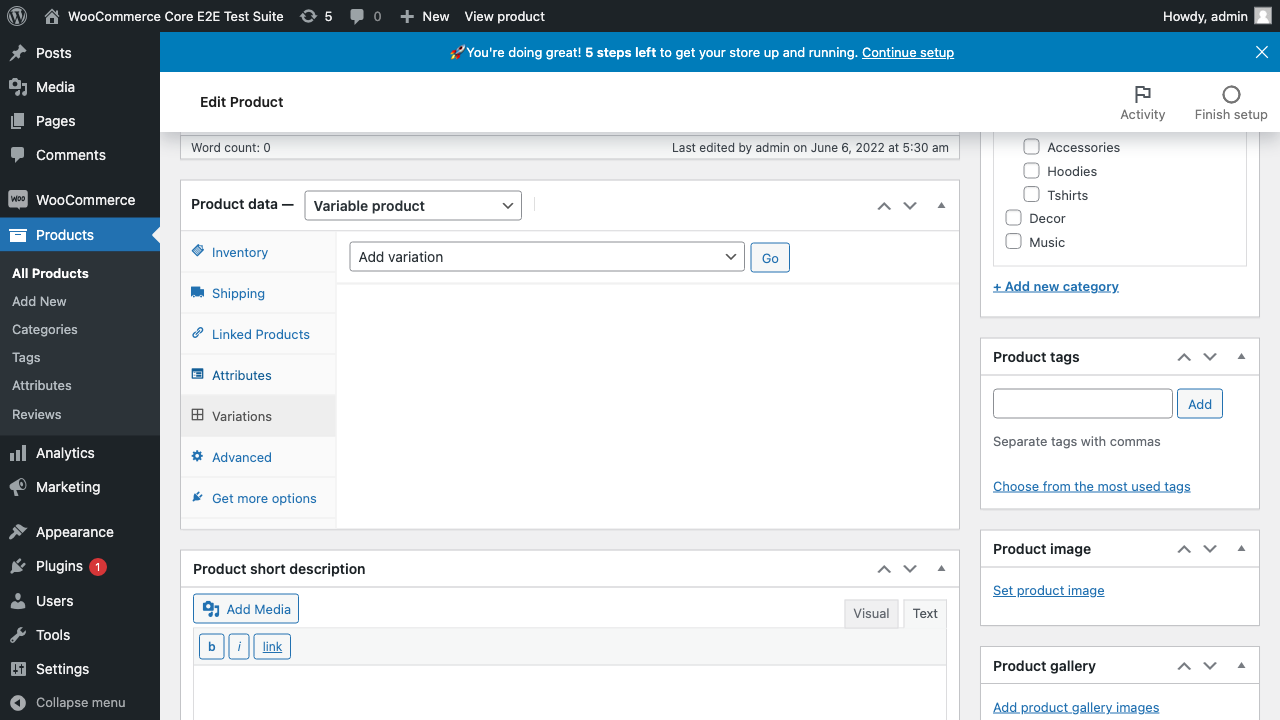 WooCommerce Core E2E Test Suite
5
0
New
View product
Howdy, admin
Posts
Media
Pages
Comments
WooCommerce
Products
All Products
Add New
Categories
Tags
Attributes
Reviews
Analytics
Marketing
Appearance
Plugins 1
Users
Tools
Settings
Collapse menu
🚀You're doing great! 5 steps left to get your store up and running. Continue setup
Edit Product
Activity
Finish setup
Word count: 0
Last edited by admin on June 6, 2022 at 5:30 am
Product data —
Variable product
Inventory
Shipping
Linked Products
Attributes
Variations
Advanced
Get more options
Add variation
Go
Product short description
Add Media
Visual
Text
b
i
link
Accessories
Hoodies
Tshirts
Decor
Music
+ Add new category
Product tags
Add
Separate tags with commas
Choose from the most used tags
Product image
Set product image
Product gallery
Add product gallery images